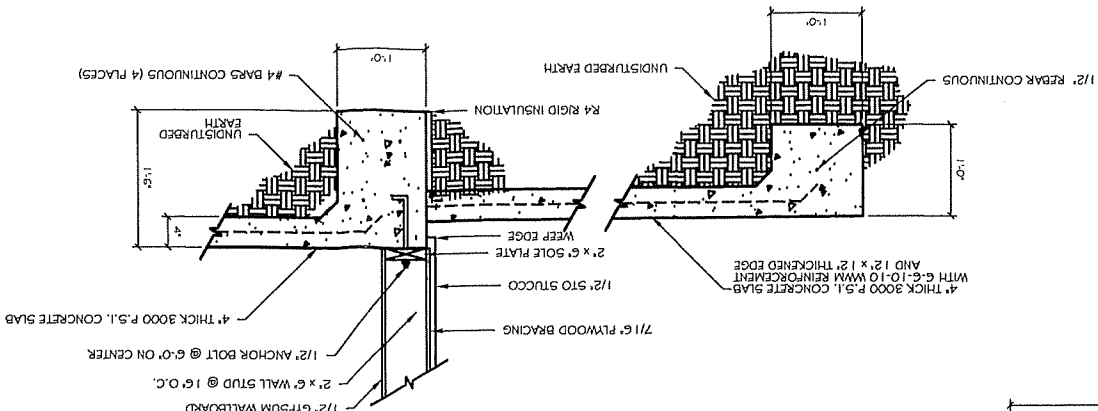 1/2" GYPSUM WALLBOARD
2" x 6" WALL STUD @ 16" O.C.
1/2" ANCHOR BOLT @ 6'-0" ON CENTER
4" THICK 3000 P.S.I. CONCRETE SLAB
7/16" PLYWOOD BRACING
1/2" STO STUCCO
2" x 6" SOLE PLATE
WEEP EDGE
4" THICK 3000 P.S.I. CONCRETE SLAB
WITH 6-6-10-10 WWM REINFORCEMENT
AND 12" x 12" THICKENED EDGE
4"
1'-6"
1'-0"
UNDISTURBED
EARTH
R4 RIGID INSULATION
#4 BARS CONTINUOUS (4 PLACES)
UNDISTURBED EARTH
1/2" REBAR CONTINUOUS
1'-0"
1'-0"